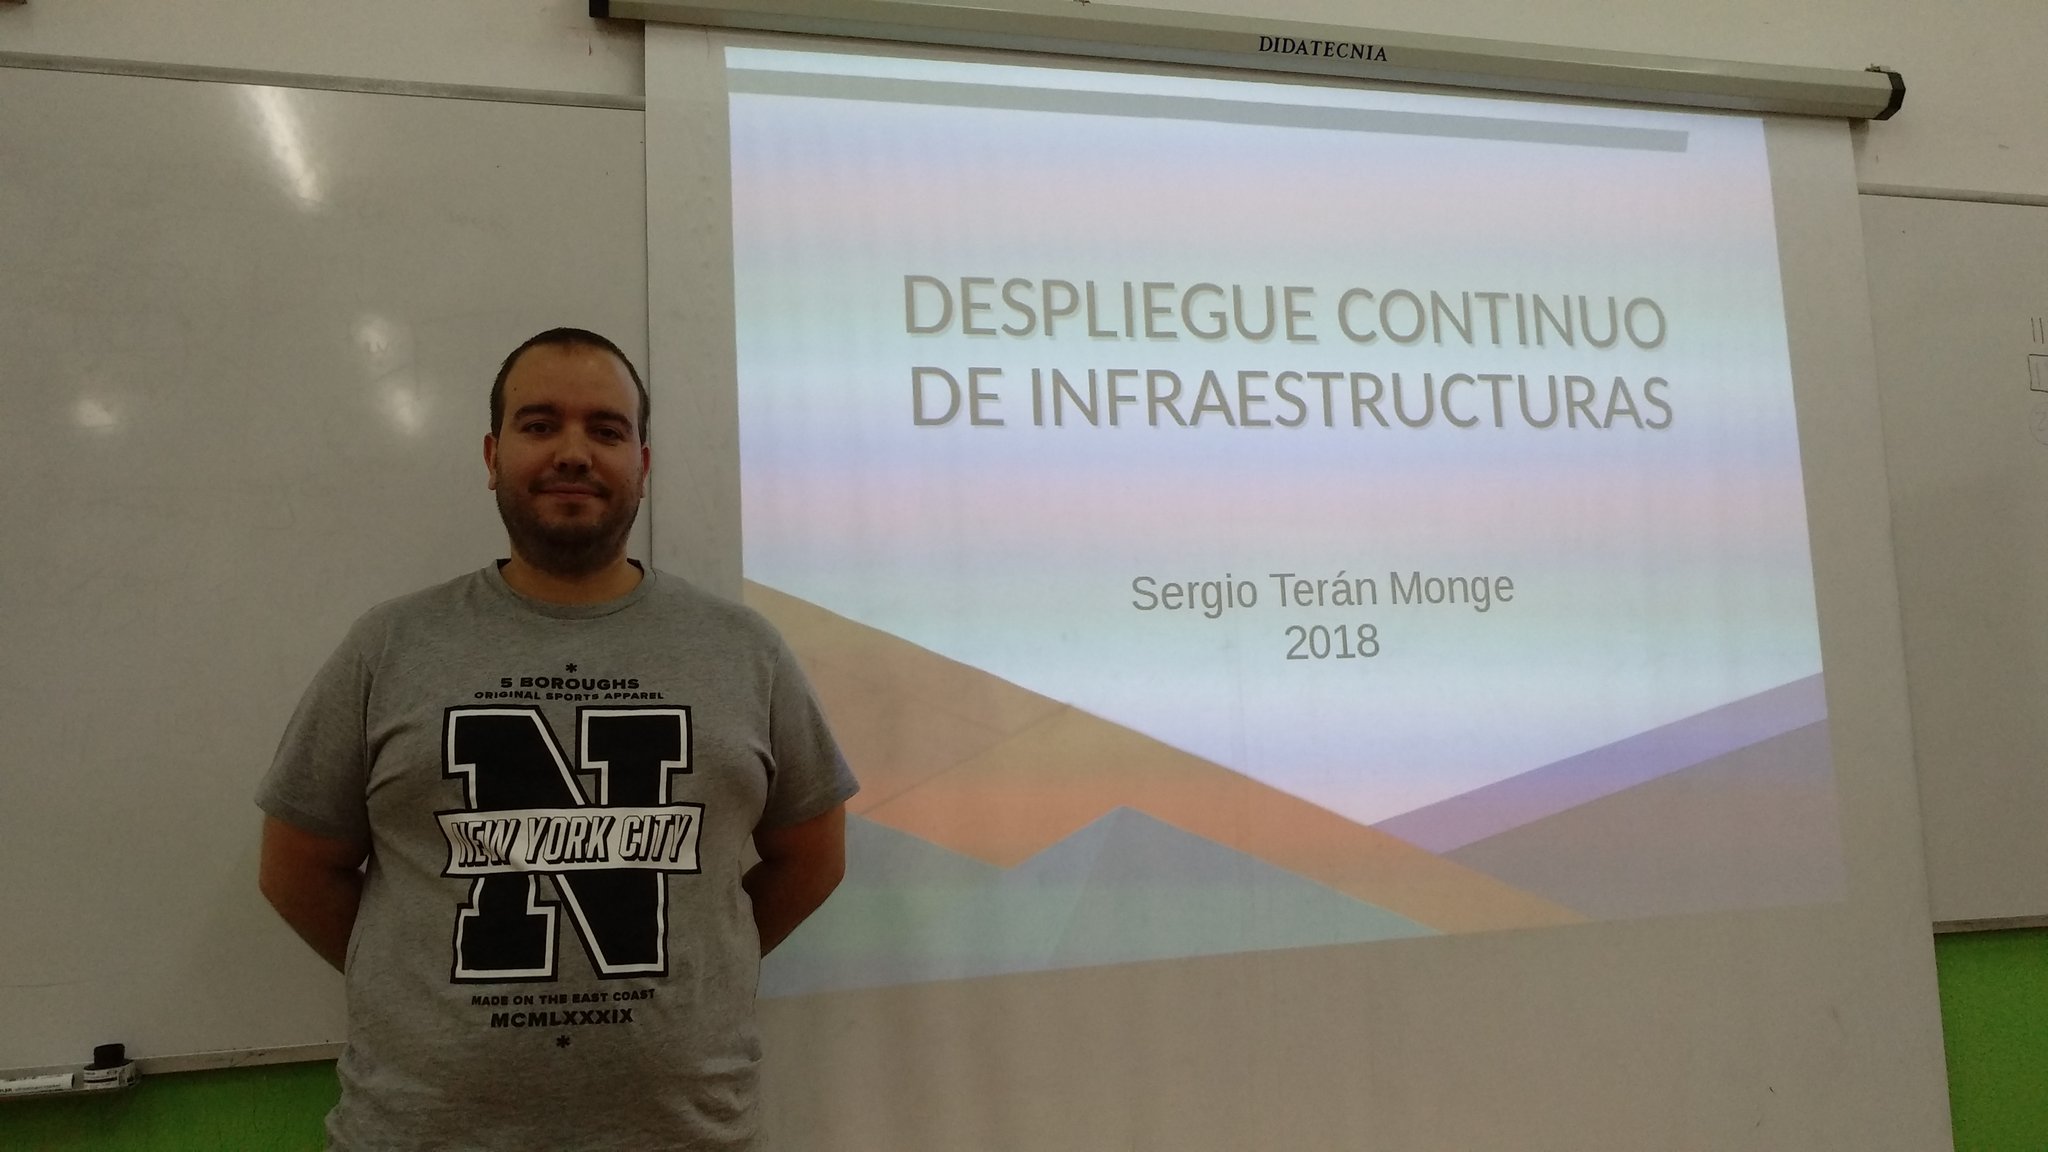 DIDATECNIA
DESPLIEGUE CONTINUO
DE INFRAESTRUCTURAS
Sergio Terán Monge
2018
*
5 BOROUGHS
ORIGINAL SPORTS APPAREL
N
NEW YORK CITY
MADE ON THE EAST COAST
MCMLXXXIX
*